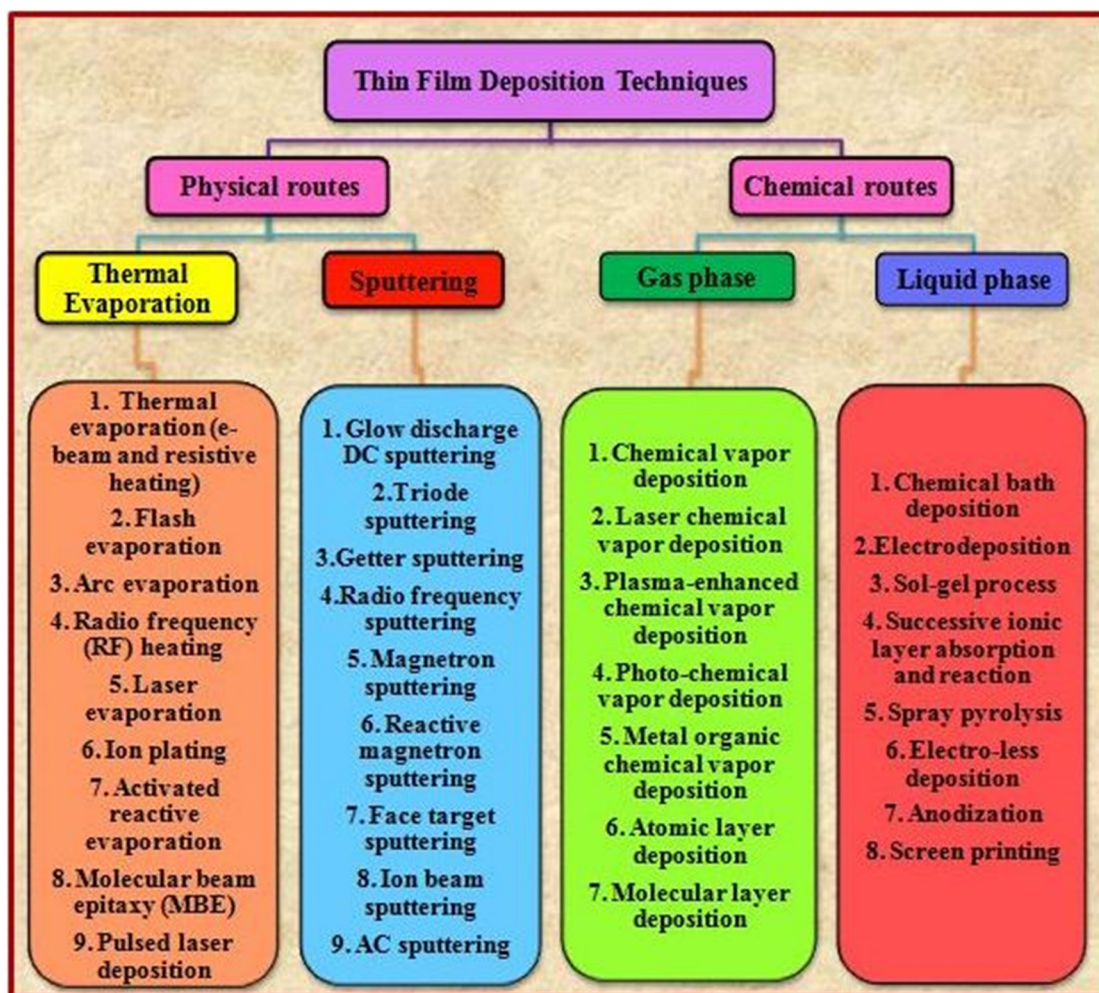 Thin Film Deposition Techniques
Physical routes
Chemical routes
Thermal
Evaporation
Sputtering
Gas phase
Liquid phase
1. Thermal
evaporation (e-
beam and resistive
heating)
2. Flash
evaporation
3. Arc evaporation
4. Radio frequency
(RF) heating
5. Laser
evaporation
6. Ion plating
7. Activated
reactive
evaporation
8. Molecular beam
epitaxy (MBE)
9. Pulsed laser
deposition
1. Glow discharge
DC sputtering
2.Triode
sputtering
3.Getter sputtering
4.Radio frequency
sputtering
5. Magnetron
sputtering
6. Reactive
magnetron
sputtering
7. Face target
sputtering
8. Ion beam
sputtering
9. AC sputtering
1. Chemical vapor
deposition
2. Laser chemical
vapor deposition
3. Plasma-enhanced
chemical vapor
deposition
4. Photo-chemical
vapor deposition
5. Metal organic
chemical vapor
deposition
6. Atomic layer
deposition
7. Molecular layer
deposition
1. Chemical bath
deposition
2.Electrodeposition
3. Sol-gel process
4. Successive ionic
layer absorption
and reaction
5. Spray pyrolysis
6. Electro-less
deposition
7. Anodization
8. Screen printing